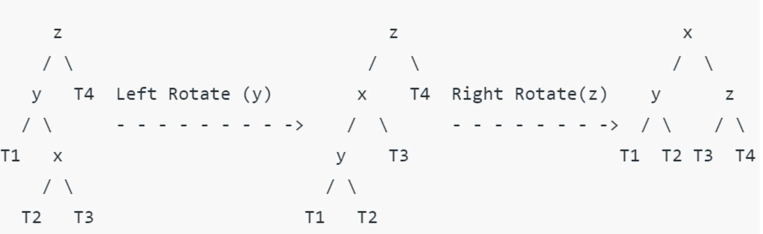 z                                    z                              x
           / \                                 /   \                           /  \
          y   T4  Left Rotate (y)             x    T4  Right Rotate(z)       y      z
         / \      - - - - - - - - ->         /  \      - - - - - - - ->     / \    / \
       T1   x                               y    T3                       T1  T2 T3  T4
           / \                             / \
         T2   T3                         T1   T2